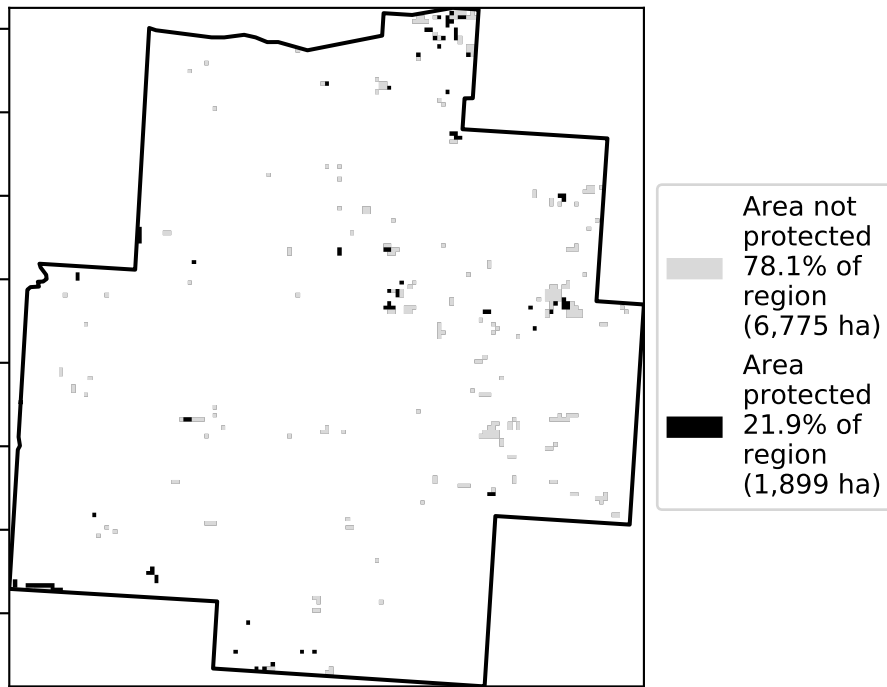 Area not
protected
78.1% of
region
(6,775 ha)
Area
protected
21.9% of
region
(1,899 ha)